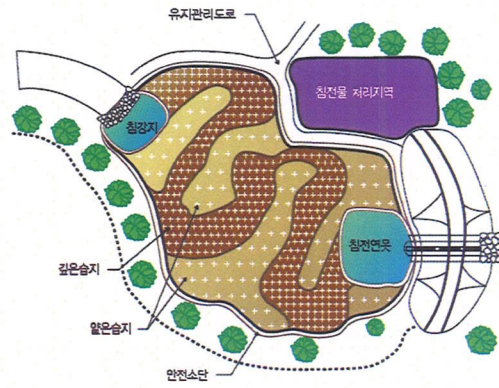 유지관리도로
침전물 처리지역
침강지
침전연못
깊은습지
얕은습지
안전소단